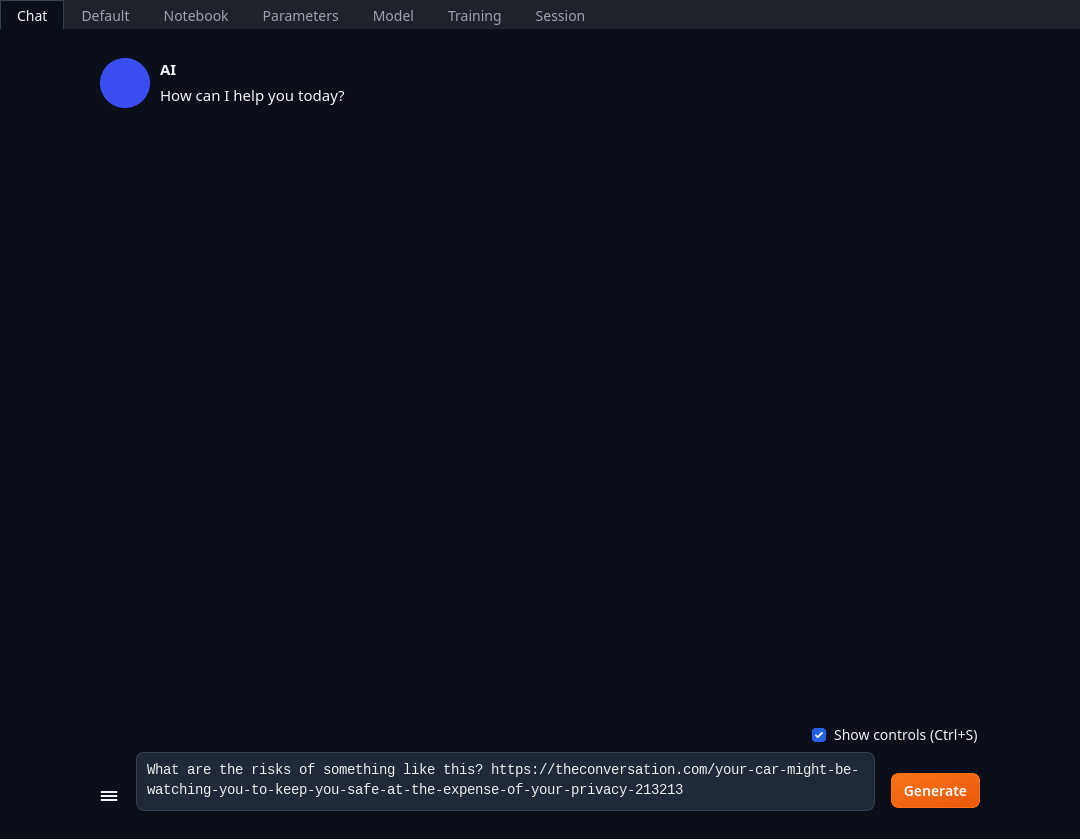 Chat Default Notebook Parameters Model Training Session
AI
How can I help you today?
Show controls (Ctrl+S)
What are the risks of something like this? https://theconversation.com/your-car-might-be-
watching-you-to-keep-you-safe-at-the-expense-of-your-privacy-213213
Generate